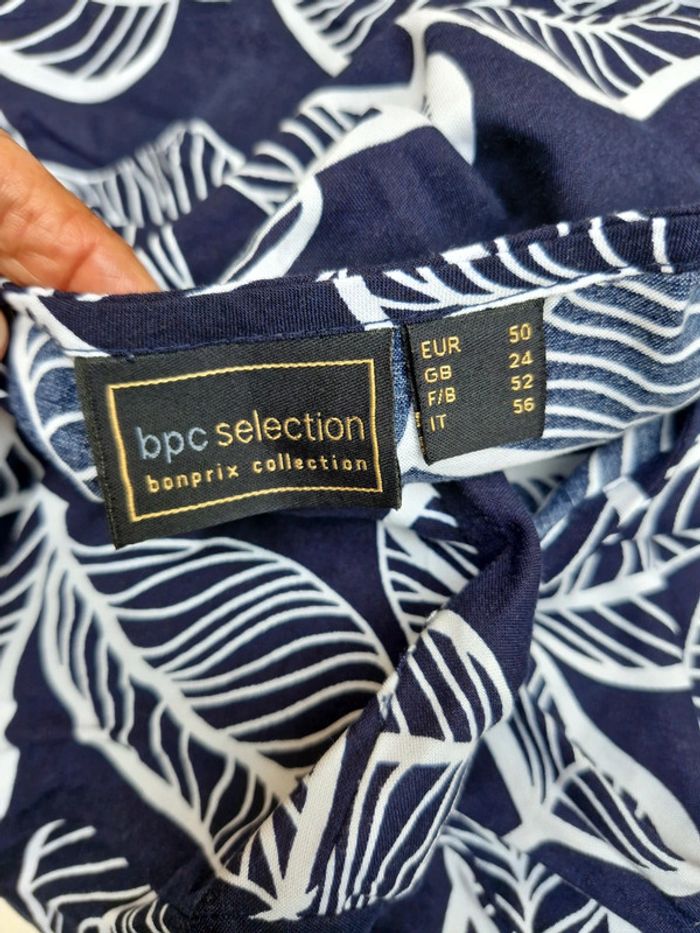 bpc selection
bonprix collection
EUR 50
GB 24
F/B 52
IT 56